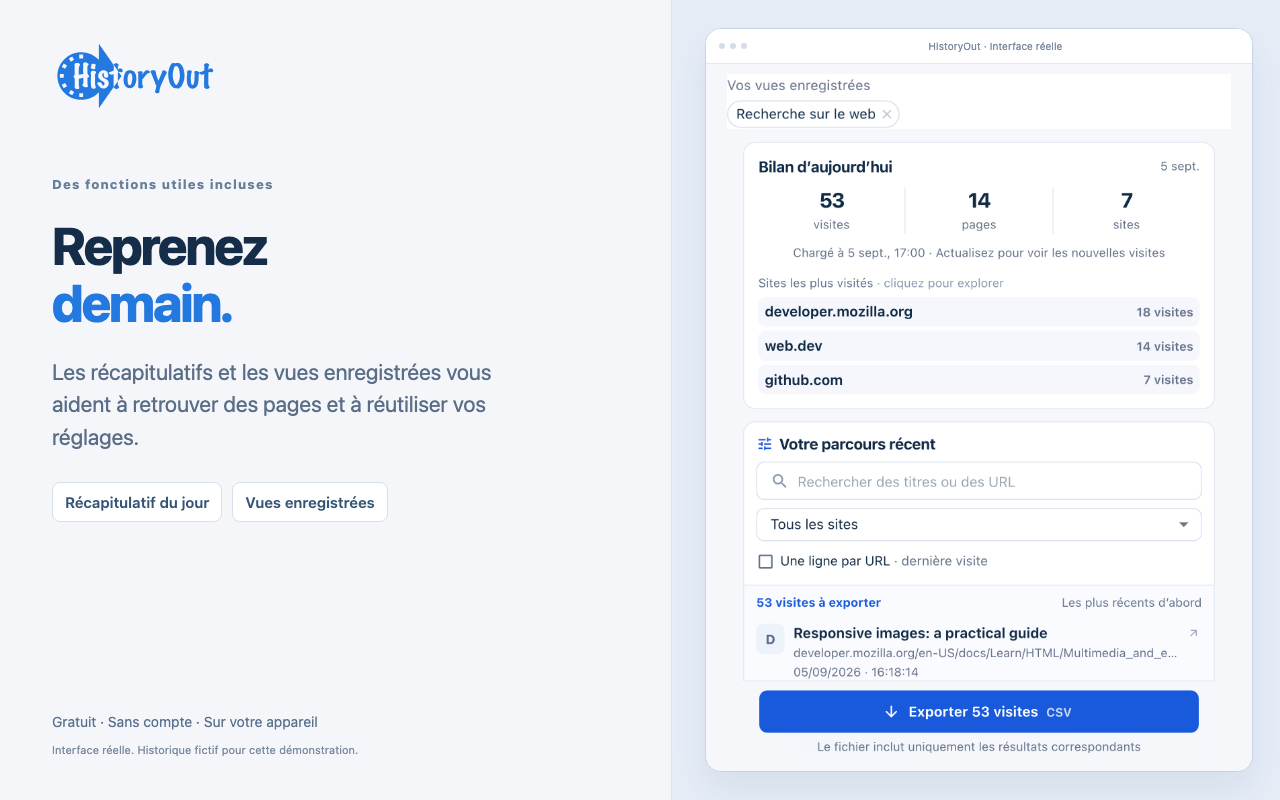 HistoryOut
Des fonctions utiles incluses
Reprenez
demain.
Les récapitulatifs et les vues enregistrées vous
aident à retrouver des pages et à réutiliser vos
réglages.
Récapitulatif du jour
Vues enregistrées
Gratuit · Sans compte · Sur votre appareil
Interface réelle. Historique fictif pour cette démonstration.
HistoryOut · Interface réelle
Vos vues enregistrées
Recherche sur le web ×
Bilan d’aujourd’hui
5 sept.
53
14
7
visites
pages
sites
Chargé à 5 sept., 17:00 · Actualisez pour voir les nouvelles visites
Sites les plus visités · cliquez pour explorer
developer.mozilla.org
18 visites
web.dev
14 visites
github.com
7 visites
Votre parcours récent
Rechercher des titres ou des URL
Tous les sites
Une ligne par URL · dernière visite
53 visites à exporter
Les plus récents d’abord
D
Responsive images: a practical guide
developer.mozilla.org/en-US/docs/Learn/HTML/Multimedia_and_e...
05/09/2026 · 16:18:14
Exporter 53 visites CSV
Le fichier inclut uniquement les résultats correspondants